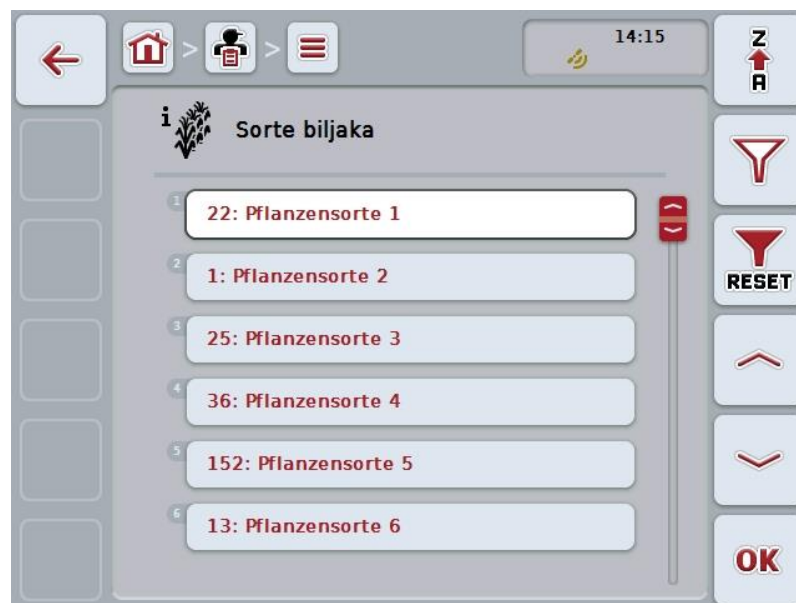 14:15
Z
A
i
Sorte biljaka
1
22: Pflanzensorte 1
2
1: Pflanzensorte 2
RESET
3
25: Pflanzensorte 3
4
36: Pflanzensorte 4
5
152: Pflanzensorte 5
6
13: Pflanzensorte 6
OK